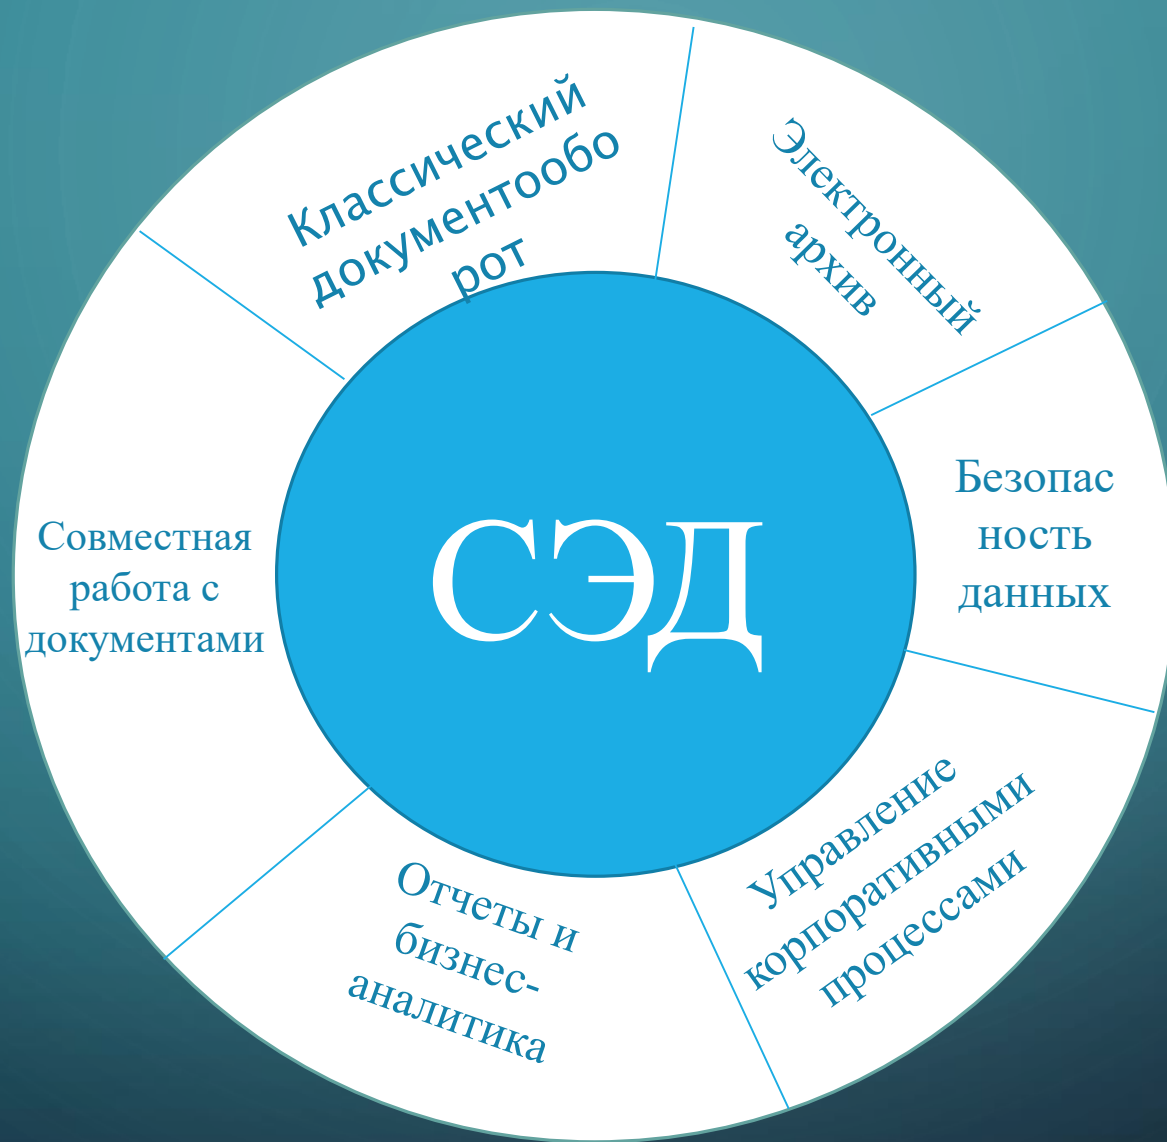 Классический
документообо
рот
Электронный
архив
Безопас
ность
данных
Управление
корпоративными
процессами
Отчеты и
бизнес-
аналитика
Совместная
работа с
документами
СЭД